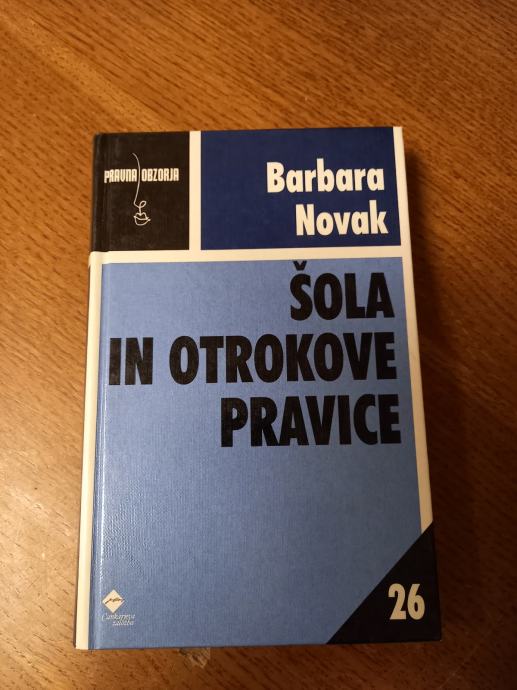 PRAVNA OBZORJA
Barbara
Novak
ŠOLA
IN OTROKOVE
PRAVICE
Cankarjeva
založba
26